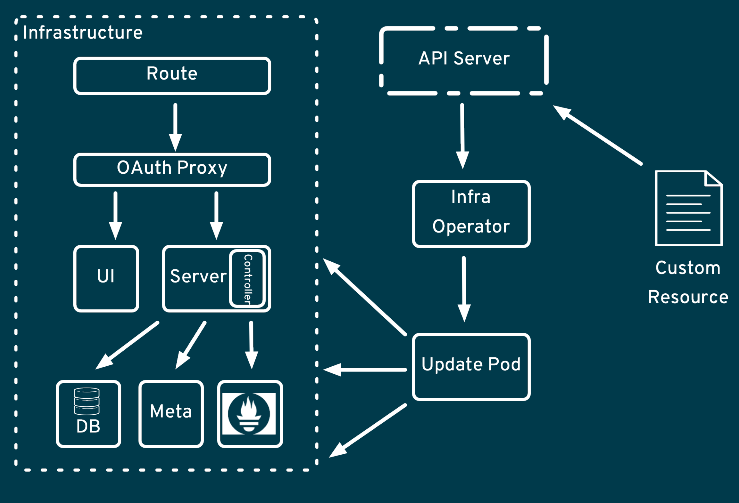 Infrastructure
Route
OAuth Proxy
UI
Server
Controller
DB
Meta
API Server
Infra
Operator
Update Pod
Custom
Resource